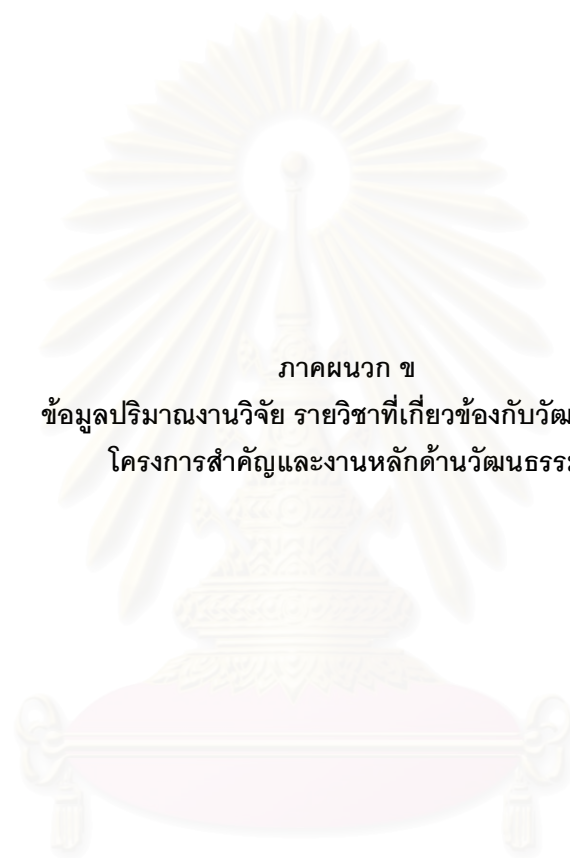 ภาคผนวก ข
ข้อมูลปริมาณงานวิจัย รายวิชาที่เกี่ยวข้องกับ
โครงการสำคัญและงานหลักด้านวัฒนธรร